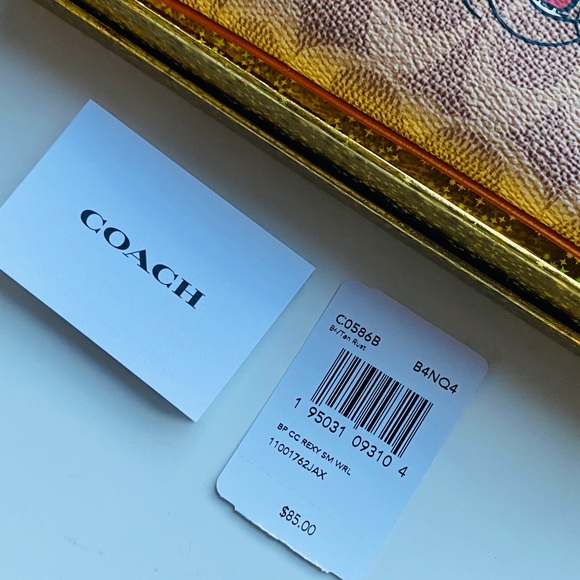 COACH
C0586B
B4/Tan Rust
B4NQ4
1 95031 09310 4
BP CC REXY SM WRL
11001762JAX
$85.00